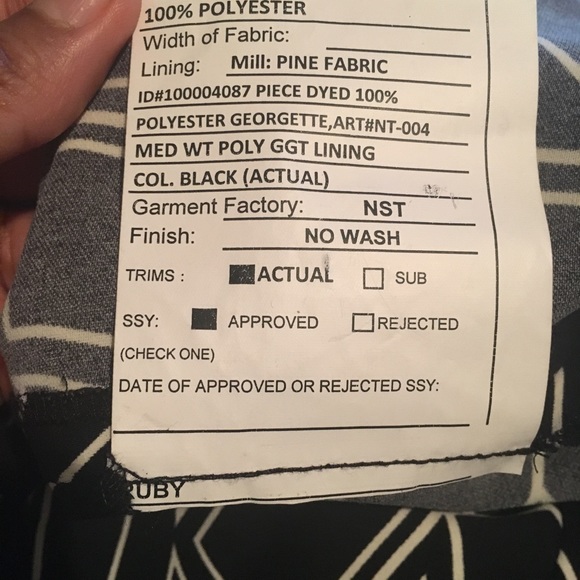 100% POLYESTER
Width of Fabric:
Lining: Mill: PINE FABRIC
ID#100004087 PIECE DYED 100%
POLYESTER GEORGETTE,ART#NT-004
MED WT POLY GGT LINING
COL. BLACK (ACTUAL)
Garment Factory: NST
Finish: NO WASH
TRIMS : ACTUAL SUB
SSY: APPROVED REJECTED
(CHECK ONE)
DATE OF APPROVED OR REJECTED SSY:
RUBY